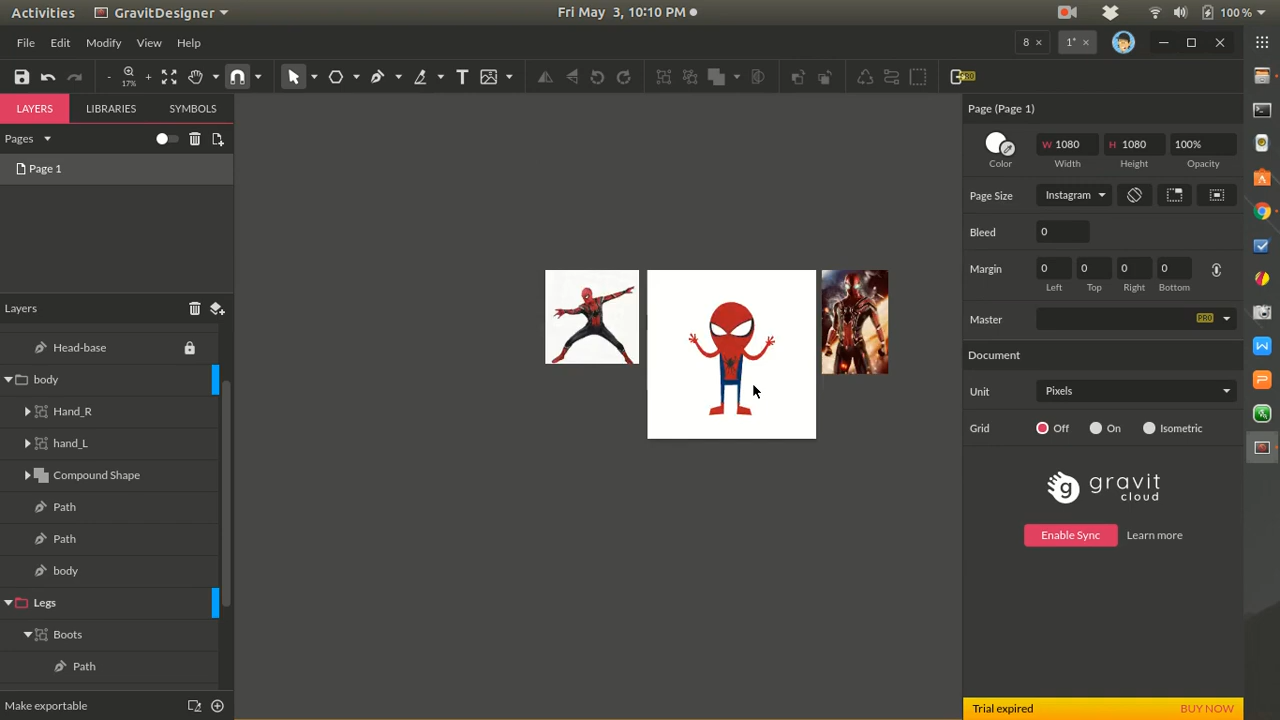 Activities GravitDesigner Fri May 3, 10:10 PM 100 %
File Edit Modify View Help 8 × 1* ×
- 17% + PRO
LAYERS LIBRARIES SYMBOLS Page (Page 1)
Pages W 1080 H 1080 100%
Color Width Height Opacity
Page 1
Page Size Instagram
Bleed 0
Margin 0 0 0 0
Left Top Right Bottom
Layers
Master PRO
Head-base
Document
body
Unit Pixels
Hand_R
Grid Off On Isometric
hand_L
Compound Shape
g gravit
cloud
Path
Enable Sync Learn more
Path
body
Legs
Boots
Path
Make exportable
Trial expired BUY NOW